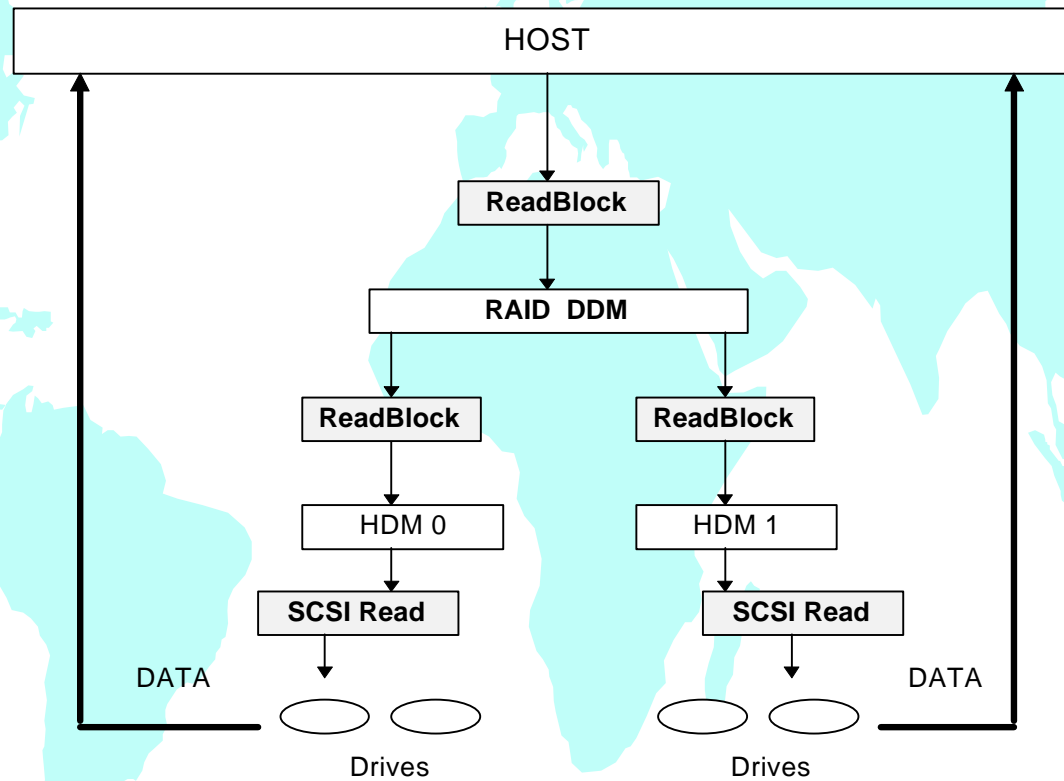 HOST
ReadBlock
RAID DDM
ReadBlock
ReadBlock
HDM 0
HDM 1
SCSI Read
SCSI Read
DATA
DATA
Drives
Drives